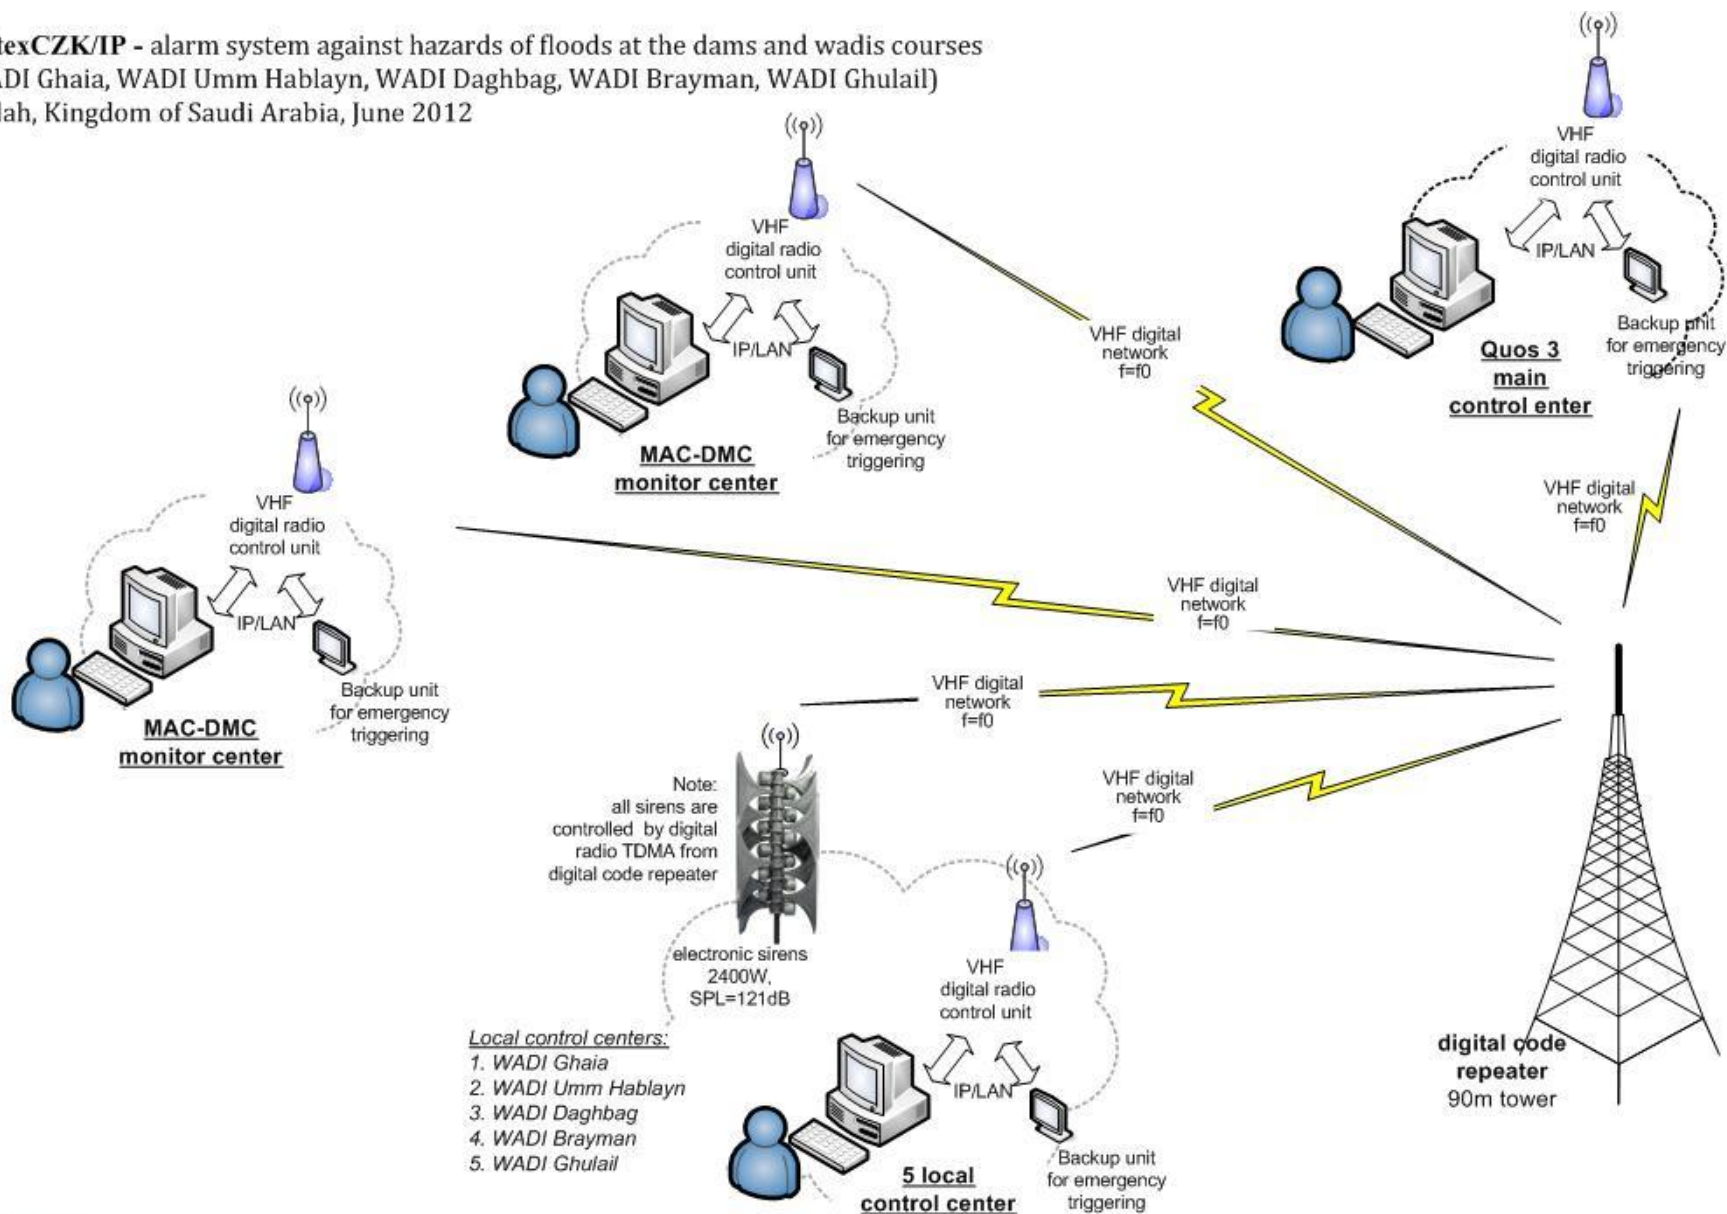 texCZK/IP - alarm system against hazards of floods at the dams and wadis courses
ADI Ghaia, WADI Umm Hablayn, WADI Daghbag, WADI Brayman, WADI Ghulail)
lah, Kingdom of Saudi Arabia, June 2012
VHF
digital radio
control unit
IP/LAN
Backup unit
for emergency
triggering
Quos 3
main
control enter
VHF
digital radio
control unit
IP/LAN
Backup unit
for emergency
triggering
MAC-DMC
monitor center
VHF digital
network
f=f0
VHF digital
network
f=f0
VHF
digital radio
control unit
IP/LAN
Backup unit
for emergency
triggering
MAC-DMC
monitor center
VHF digital
network
f=f0
VHF digital
network
f=f0
VHF digital
network
f=f0
Note:
all sirens are
controlled by digital
radio TDMA from
digital code repeater
electronic sirens
2400W,
SPL=121dB
Local control centers:
1. WADI Ghaia
2. WADI Umm Hablayn
3. WADI Daghbag
4. WADI Brayman
5. WADI Ghulail
VHF
digital radio
control unit
IP/LAN
Backup unit
for emergency
triggering
5 local
control center
digital code
repeater
90m tower